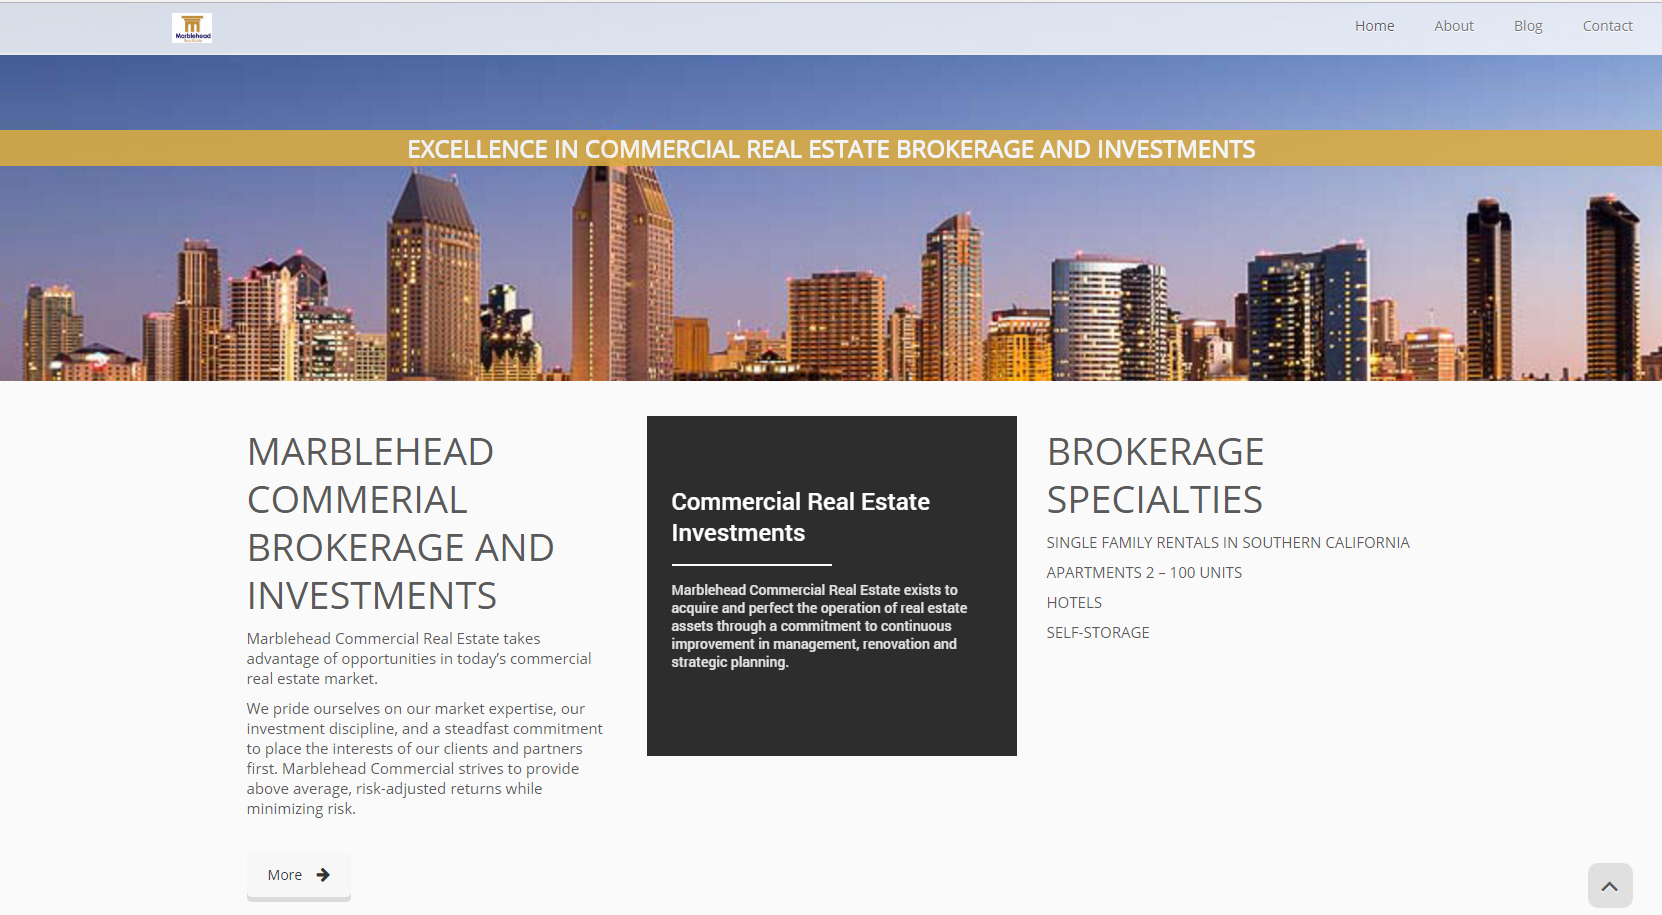 Marblehead
Home
About
Blog
Contact
EXCELLENCE IN COMMERCIAL REAL ESTATE BROKERAGE AND INVESTMENTS
MARBLEHEAD
COMMERIAL
BROKERAGE AND
INVESTMENTS
Marblehead Commercial Real Estate takes
advantage of opportunities in today’s commercial
real estate market.
We pride ourselves on our market expertise, our
investment discipline, and a steadfast commitment
to place the interests of our clients and partners
first. Marblehead Commercial strives to provide
above average, risk-adjusted returns while
minimizing risk.
More
Commercial Real Estate
Investments
Marblehead Commercial Real Estate exists to
acquire and perfect the operation of real estate
assets through a commitment to continuous
improvement in management, renovation and
strategic planning.
BROKERAGE
SPECIALTIES
SINGLE FAMILY RENTALS IN SOUTHERN CALIFORNIA
APARTMENTS 2 – 100 UNITS
HOTELS
SELF-STORAGE